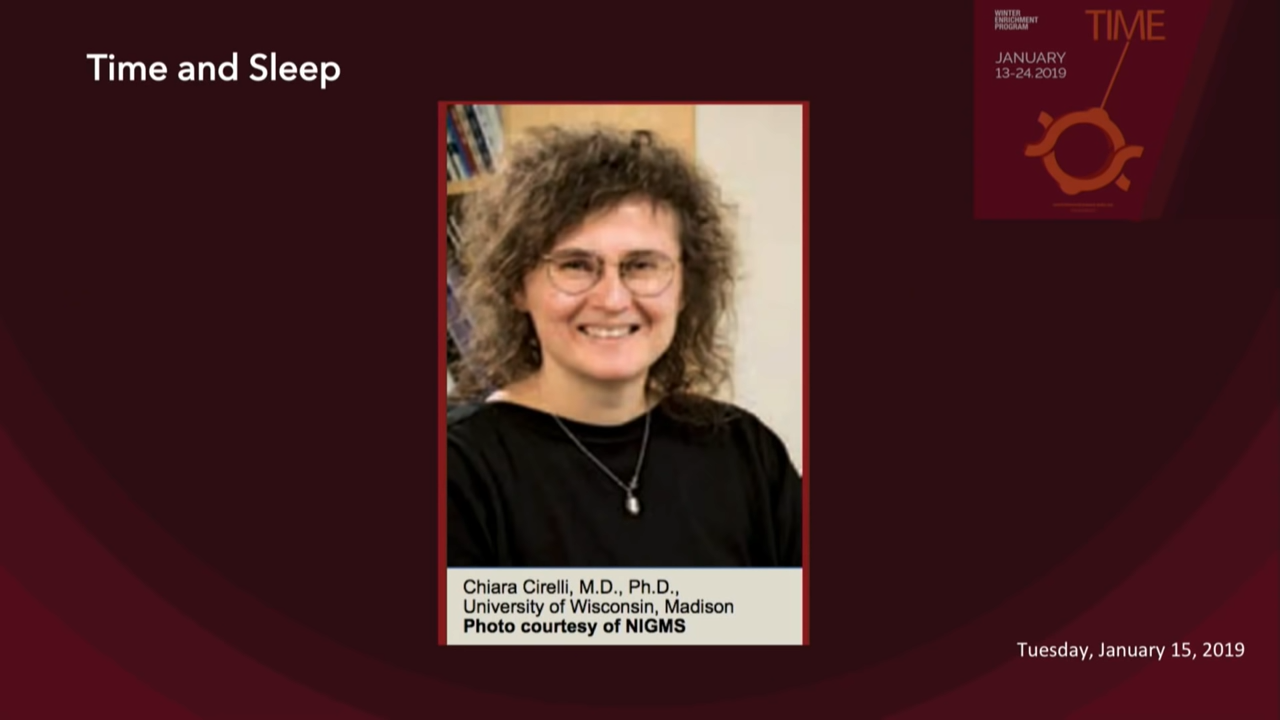 Time and Sleep
WINTER
ENRICHMENT
PROGRAM
TIME
JANUARY
13-24.2019
Chiara Cirelli, M.D., Ph.D.,
University of Wisconsin, Madison
Photo courtesy of NIGMS
Tuesday, January 15, 2019